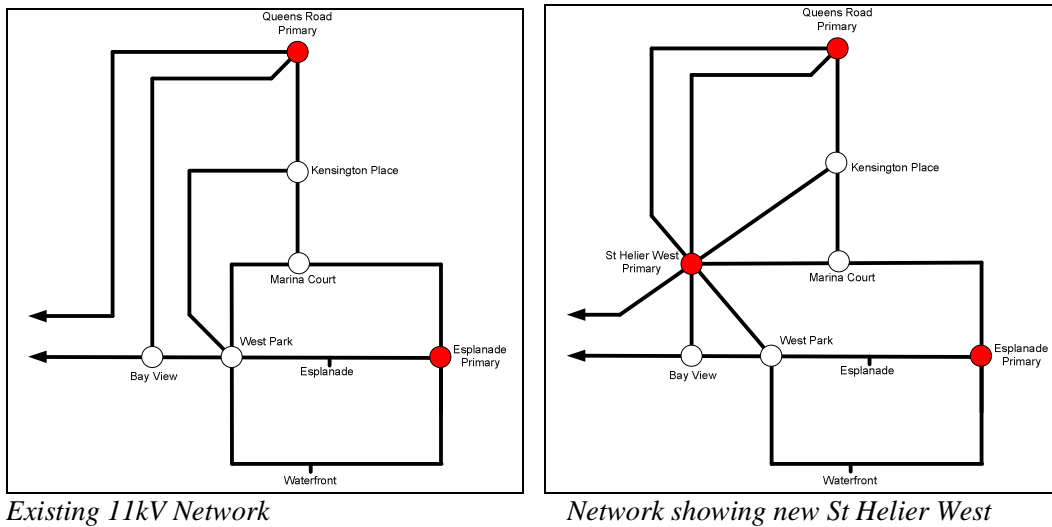 Queens Road
Primary
Kensington Place
Marina Court
West Park
Esplanade
Primary
Bay View
Esplanade
Waterfront
Existing 11kV Network
Queens Road
Primary
Kensington Place
St Helier West
Primary
Marina Court
West Park
Esplanade
Primary
Bay View
Esplanade
Waterfront
Network showing new St Helier West